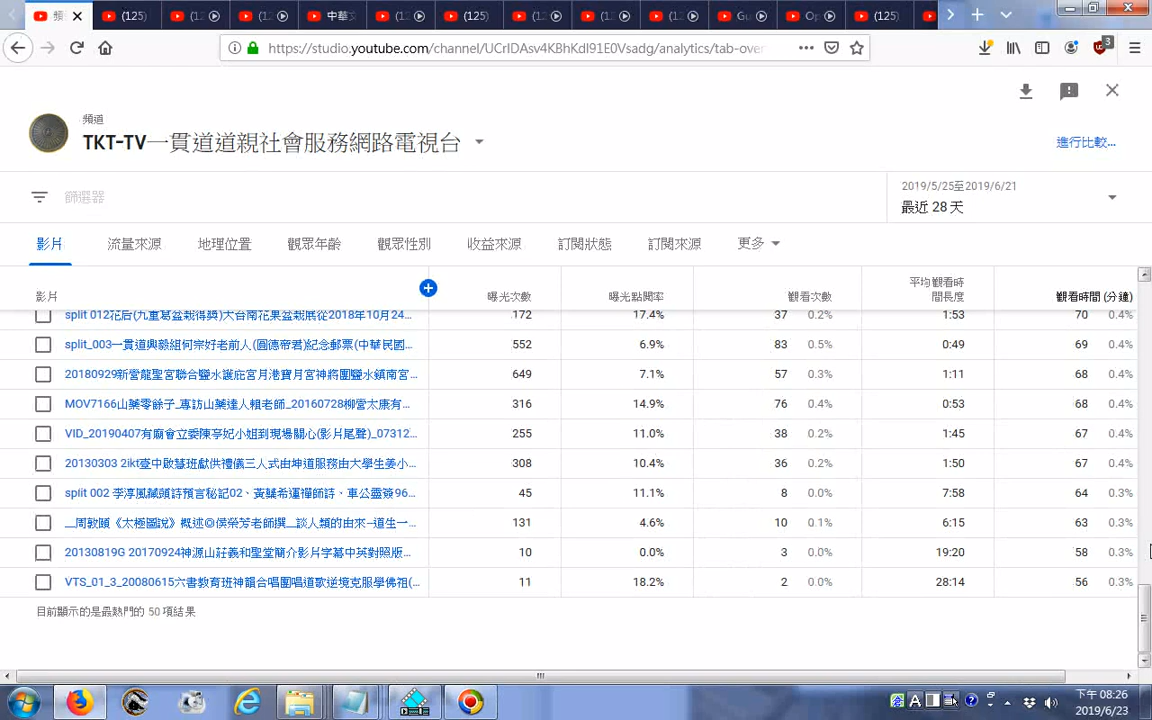 (125)
中華文
(125)
(125)
https://studio.youtube.com/channel/UCrIDAsv4KBhKdI91E0Vsadg/analytics/tab-over
3
頻道
TKT-TV一貫道道親社會服務網路電視台
進行比較...
篩選器
2019/5/25至2019/6/21
最近 28 天
影片 流量來源 地理位置 觀眾年齡 觀眾性別 收益來源 訂閱狀態 訂閱來源 更多
影片 曝光次數 曝光點閱率 觀看次數 平均觀看時間長度 觀看時間 (分鐘)
split 012花后(九重葛盆栽得獎)大台南花果盆栽展從2018年10月24... 172 17.4% 37 0.2% 1:53 70 0.4%
split_003一貫道興毅組何宗好老前人(圓德帝君)紀念郵票(中華民國... 552 6.9% 83 0.5% 0:49 69 0.4%
20180929新營龍聖宮聯合鹽水護庇宮月港寶月宮神將團鹽水鎮南宮... 649 7.1% 57 0.3% 1:11 68 0.4%
MOV7166山藥零餘子_專訪山藥達人賴老師_20160728柳營太康有... 316 14.9% 76 0.4% 0:53 68 0.4%
VID_20190407有廟會立委陳亭妃小姐到現場關心(影片尾聲)_07312... 255 11.0% 38 0.2% 1:45 67 0.4%
20130303 2ikt臺中啟慧班獻供禮儀三人式由坤道服務由大學生姜小... 308 10.4% 36 0.2% 1:50 67 0.4%
split 002 李淳風藏頭詩預言秘記02、黃蘗希運禪師詩、車公靈簽96... 45 11.1% 8 0.0% 7:58 64 0.3%
__周敦頤《太極圖說》概述◎侯榮芳老師撰__談人類的由來--道生一... 131 4.6% 10 0.1% 6:15 63 0.3%
20130819G 20170924神源山莊義和聖堂簡介影片字幕中英對照版... 10 0.0% 3 0.0% 19:20 58 0.3%
VTS_01_3_20080615六書教育班神韻合唱團唱道歌逆境克服學佛祖(... 11 18.2% 2 0.0% 28:14 56 0.3%
目前顯示的是最熱門的 50 項結果
下午 08:26
2019/6/23